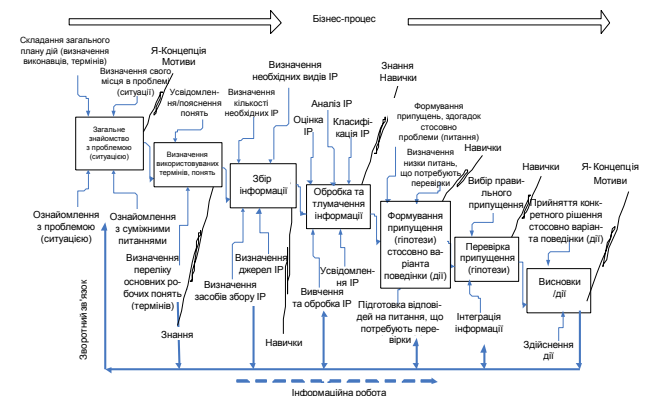 Бізнес-процес
Складання загального
плану дій (визначення
виконавців, термінів)
Я-Концепція
Мотиви
Визначення свого
місця в проблемі
(ситуації)
Усвідомлен-
ня/пояснення
понять
Визначення
необхідних видів ІР
Визначення
кількості
необхідних ІР
Оцінка
ІР
Аналіз ІР
Класифі-
кація ІР
Знання
Навички
Формування
припущень, здогадок
стосовно
проблеми (питання)
Визначення
низки питань,
що потребують
перевірки
Навички
Вибір прави-
льного
припущення
Навички
Прийняття конк-
ретного рішення
стосовно варіан-
та поведінки (дії)
Я- Концепція
Мотиви
Загальне
знайомство
з проблемою
(ситуацією)
Визначення
використовуваних
термінів, понять
Збір
інформації
Обробка та
тлумачення
інформації
Формування
припущення
(гіпотези)
стосовно ва-
ріанта
поведінки (дії)
Перевірка
припущення
(гіпотези)
Висновки
/дії
Ознайомлення
з проблемою
(ситуацією)
Ознайомлення
з суміжними
питаннями
Визначення
переліку
основних ро-
бочих понять
(термінів)
Знання
Визначення
засобів збору ІР
Визначення
джерел ІР
Навички
Вивчення
та обробка ІР
Усвідомлен-
ня ІР
Підготовка відпові-
дей на питання, що
потребують пере-
вірки
Інтеграція
інформації
Здійснення
дії
Зворотний зв'язок
Інформаційна робота